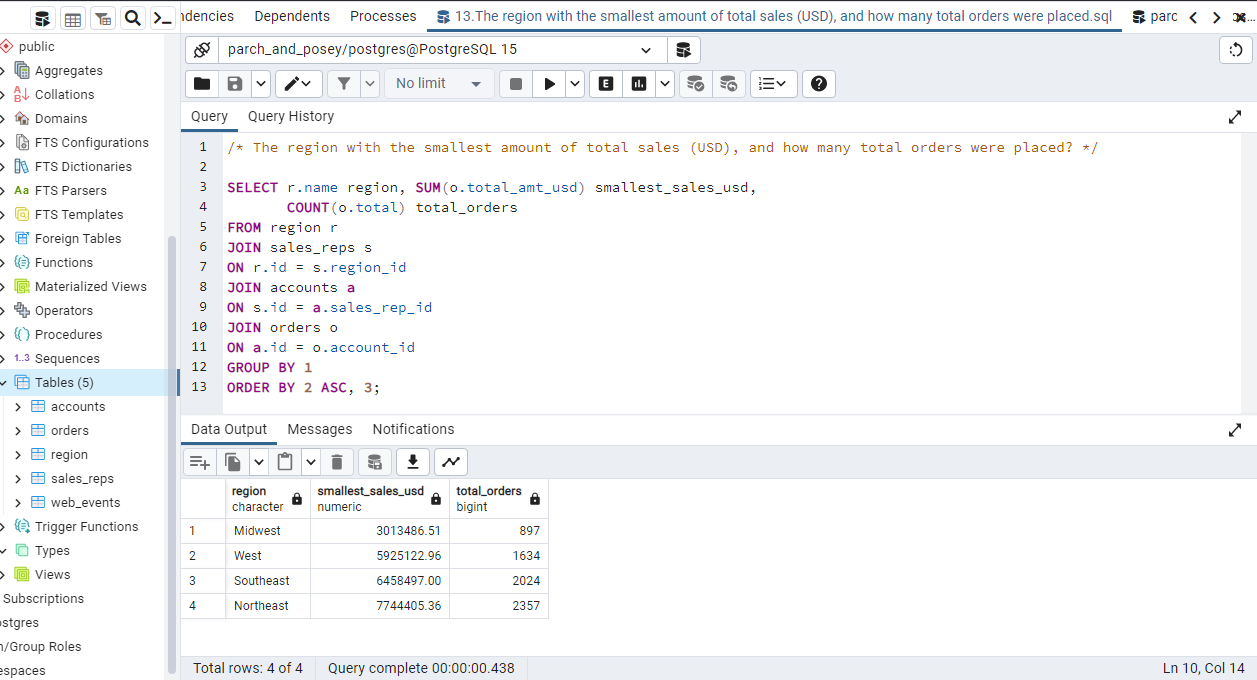 ndencies Dependents Processes 13.The region with the smallest amount of total sales (USD), and how many total orders were placed.sql parc
public
parch_and_posey/postgres@PostgreSQL 15
Aggregates
Collations
Domains
FTS Configurations
FTS Dictionaries
Aa FTS Parsers
FTS Templates
Foreign Tables
Functions
Materialized Views
Operators
Procedures
1..3 Sequences
Tables (5)
accounts
orders
region
sales_reps
web_events
Trigger Functions
Types
Views
Subscriptions
ostgres
n/Group Roles
espaces
No limit
E
Query Query History
1 /* The region with the smallest amount of total sales (USD), and how many total orders were placed? */
2
3 SELECT r.name region, SUM(o.total_amt_usd) smallest_sales_usd,
4 COUNT(o.total) total_orders
5 FROM region r
6 JOIN sales_reps s
7 ON r.id = s.region_id
8 JOIN accounts a
9 ON s.id = a.sales_rep_id
10 JOIN orders o
11 ON a.id = o.account_id
12 GROUP BY 1
13 ORDER BY 2 ASC, 3;
Data Output Messages Notifications
region smallest_sales_usd total_orders
character numeric bigint
1 Midwest 3013486.51 897
2 West 5925122.96 1634
3 Southeast 6458497.00 2024
4 Northeast 7744405.36 2357
Total rows: 4 of 4 Query complete 00:00:00.438 Ln 10, Col 14